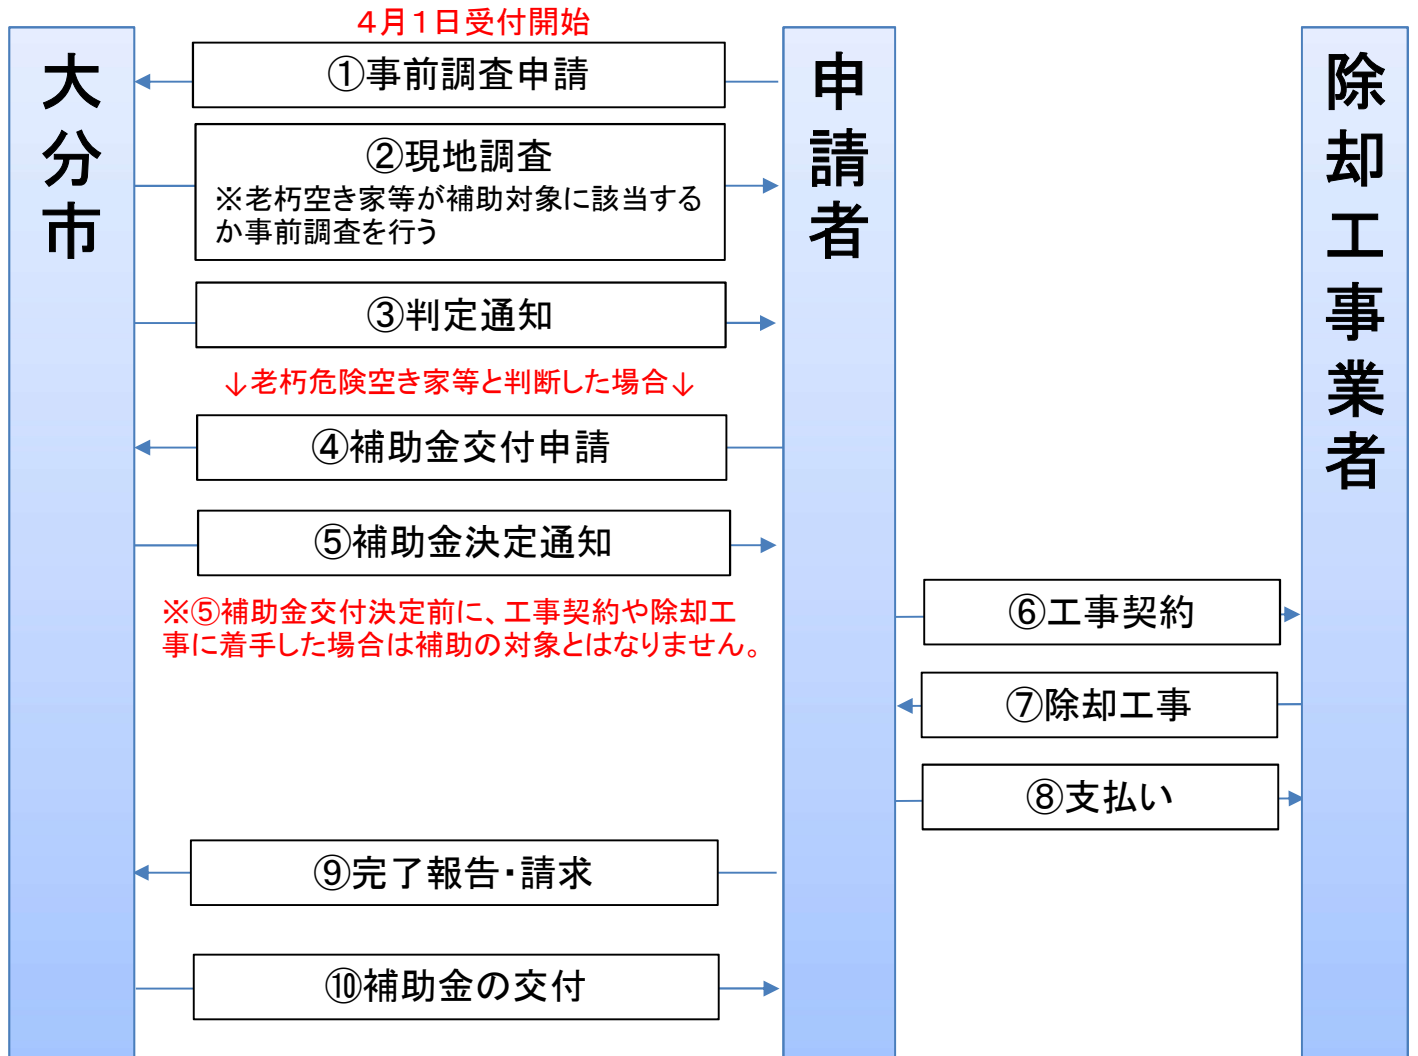 4月1日受付開始
大分市
申請者
除却工事業者
①事前調査申請
②現地調査
※老朽空き家等が補助対象に該当する
か事前調査を行う
③判定通知
↓老朽危険空き家等と判断した場合↓
④補助金交付申請
⑤補助金決定通知
※⑤補助金交付決定前に、工事契約や除却工
事に着手した場合は補助の対象とはなりません。
⑥工事契約
⑦除却工事
⑧支払い
⑨完了報告・請求
⑩補助金の交付